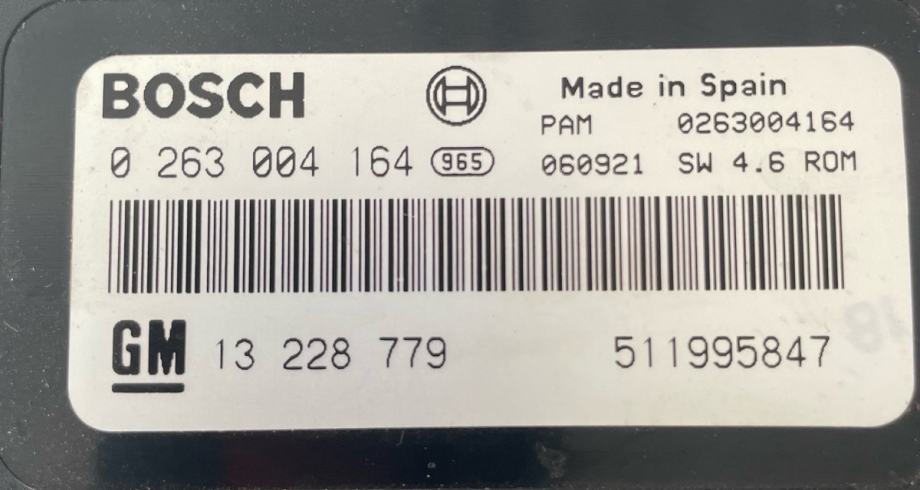 BOSCH
Made in Spain
PAM 0263004164
0 263 004 164 965
060921 SW 4.6 ROM
GM 13 228 779 511995847
18